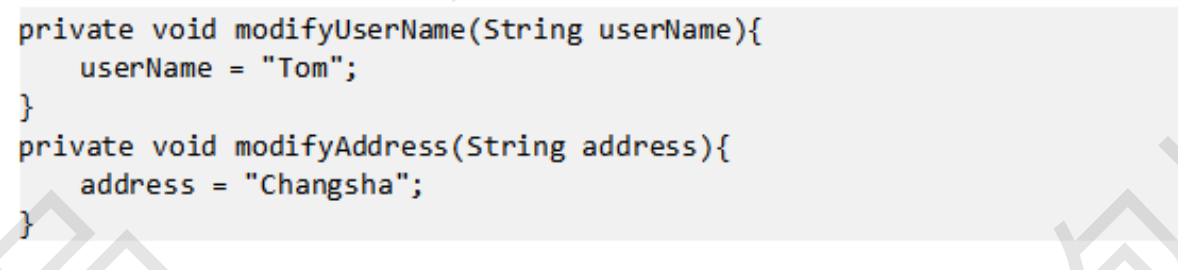 private void modifyUserName(String userName){
    userName = "Tom";
}
private void modifyAddress(String address){
    address = "Changsha";
}